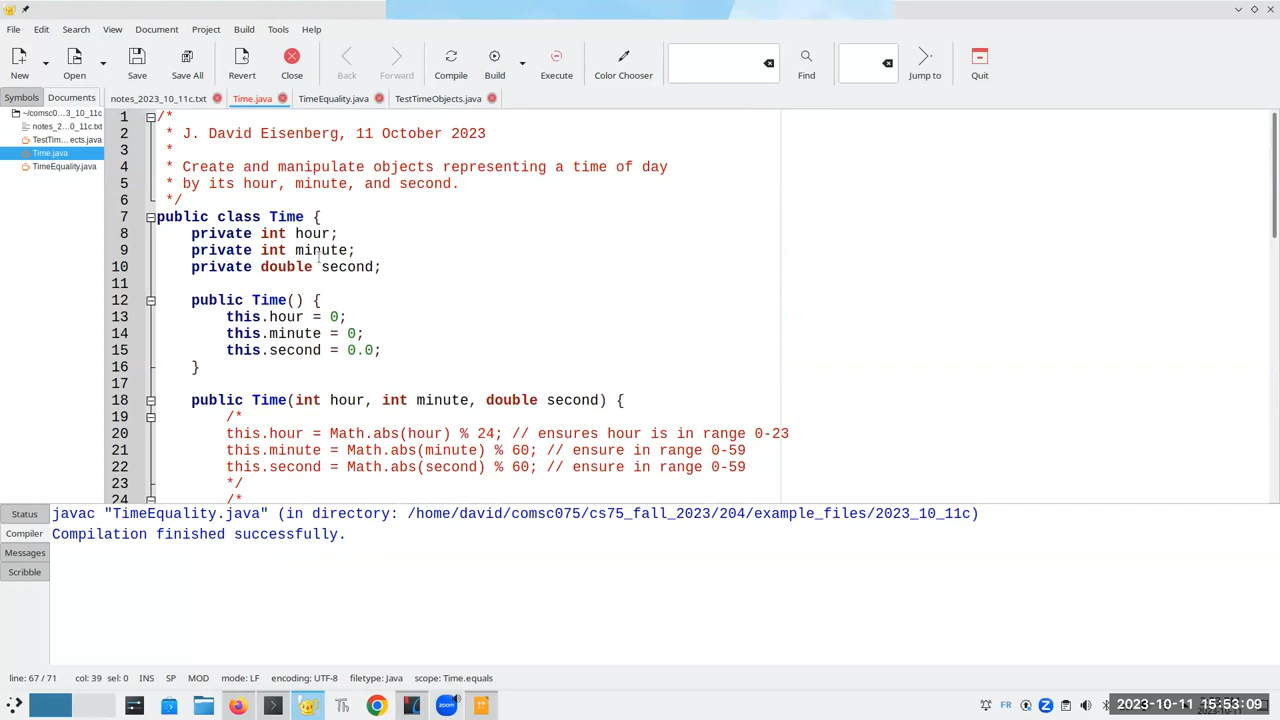 File Edit Search View Document Project Build Tools Help
New Open Save Save All Revert Close Back Forward Compile Build Execute Color Chooser Find Jump to Quit
Symbols Documents notes_2023_10_11c.txt Time.java TimeEquality.java TestTimeObjects.java
~/comsc0...3_10_11c
notes_2...0_11c.txt
TestTim...ects.java
Time.java
TimeEquality.java
1 /*
2 * J. David Eisenberg, 11 October 2023
3 *
4 * Create and manipulate objects representing a time of day
5 * by its hour, minute, and second.
6 */
7 public class Time {
8 private int hour;
9 private int minute;
10 private double second;
11
12 public Time() {
13 this.hour = 0;
14 this.minute = 0;
15 this.second = 0.0;
16 }
17
18 public Time(int hour, int minute, double second) {
19 /*
20 this.hour = Math.abs(hour) % 24; // ensures hour is in range 0-23
21 this.minute = Math.abs(minute) % 60; // ensure in range 0-59
22 this.second = Math.abs(second) % 60; // ensure in range 0-59
23 */
24 /*
Status
Compiler
Messages
Scribble
javac "TimeEquality.java" (in directory: /home/david/comsc075/cs75_fall_2023/204/example_files/2023_10_11c)
Compilation finished successfully.
line: 67 / 71 col: 39 sel: 0 INS SP MOD mode: LF encoding: UTF-8 filetype: Java scope: Time.equals
zoom FR 2023-10-11 15:53:09